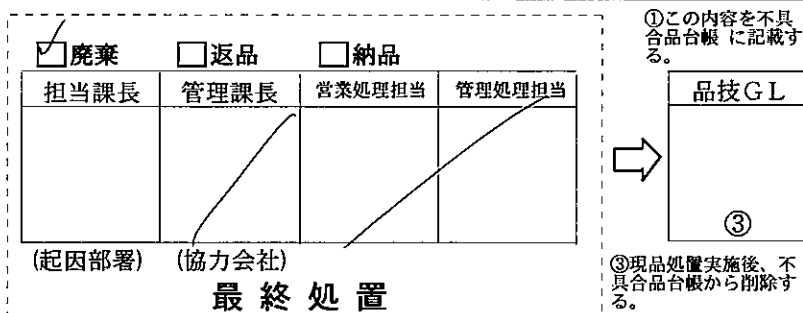 ①この内容を不具
合品台帳 に記載す
る。
廃棄 返品 納品
担当課長 管理課長 営業処理担当 管理処理担当
品技GL
③
(起因部署) (協力会社)
最終処置
③現品処置実施後、不
具合品台帳から削除す
る。